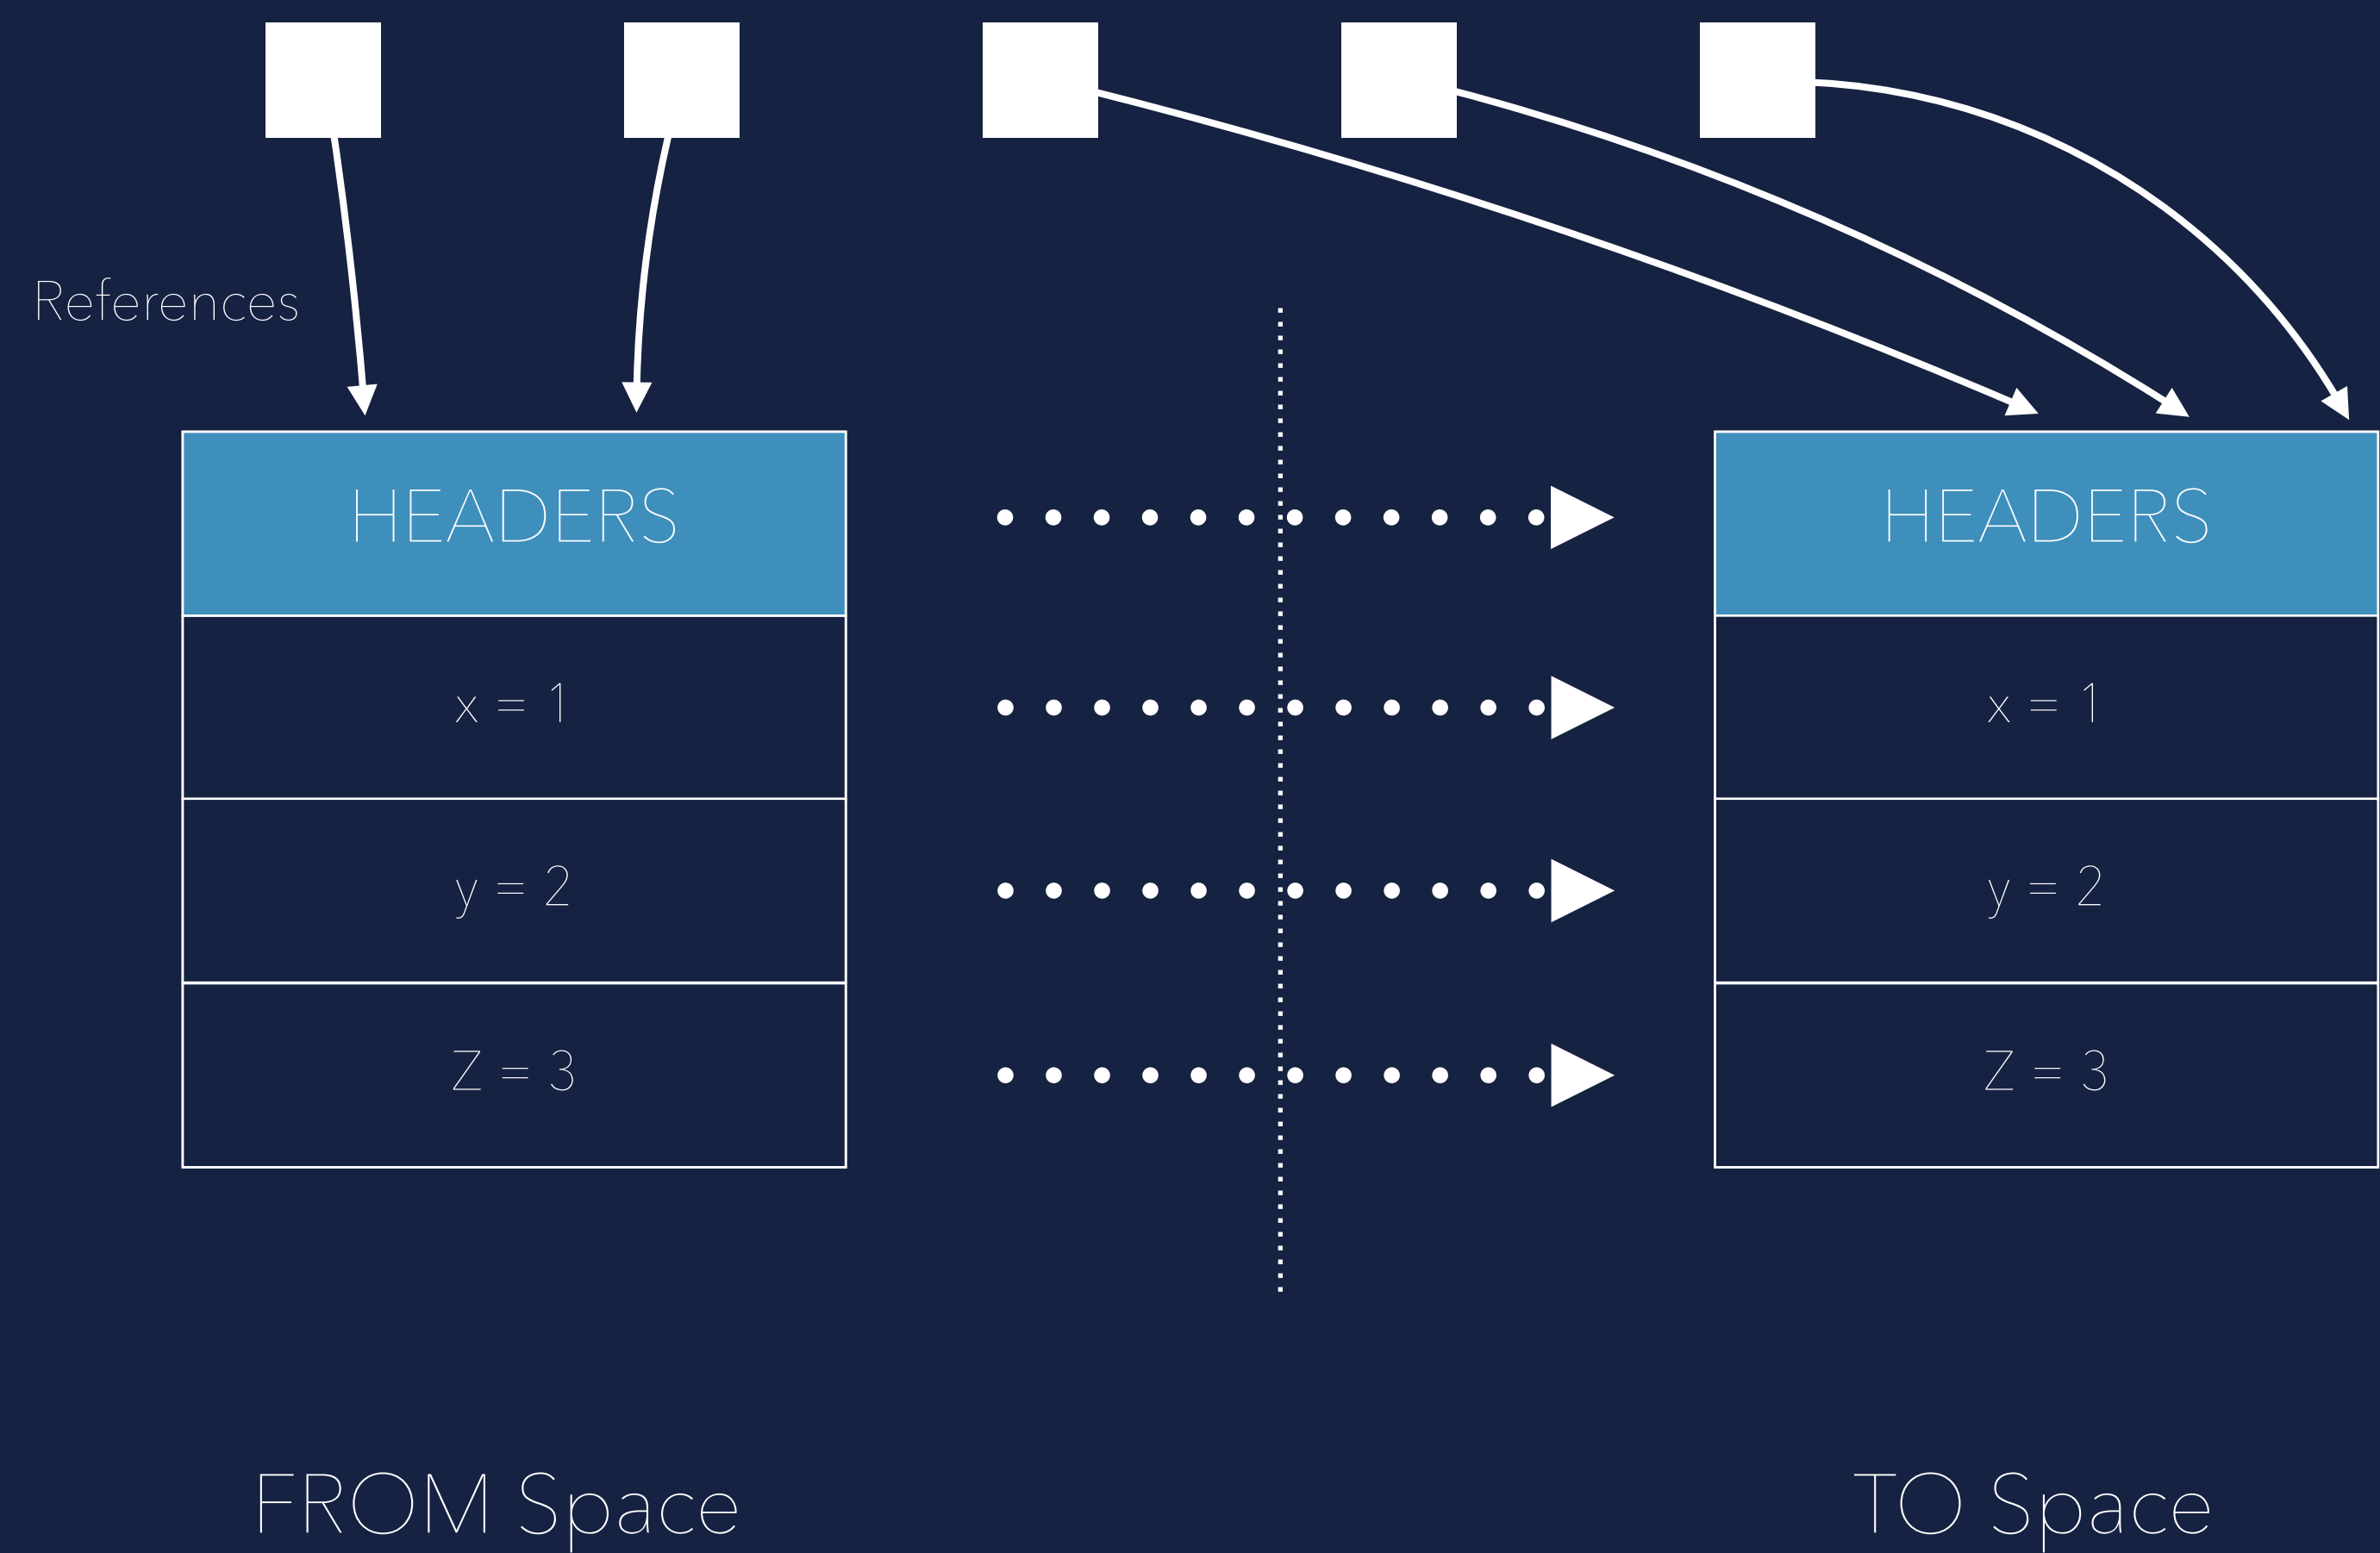 References
HEADERS
HEADERS
x = 1
x = 1
y = 2
y = 2
Z = 3
Z = 3
FROM Space
TO Space